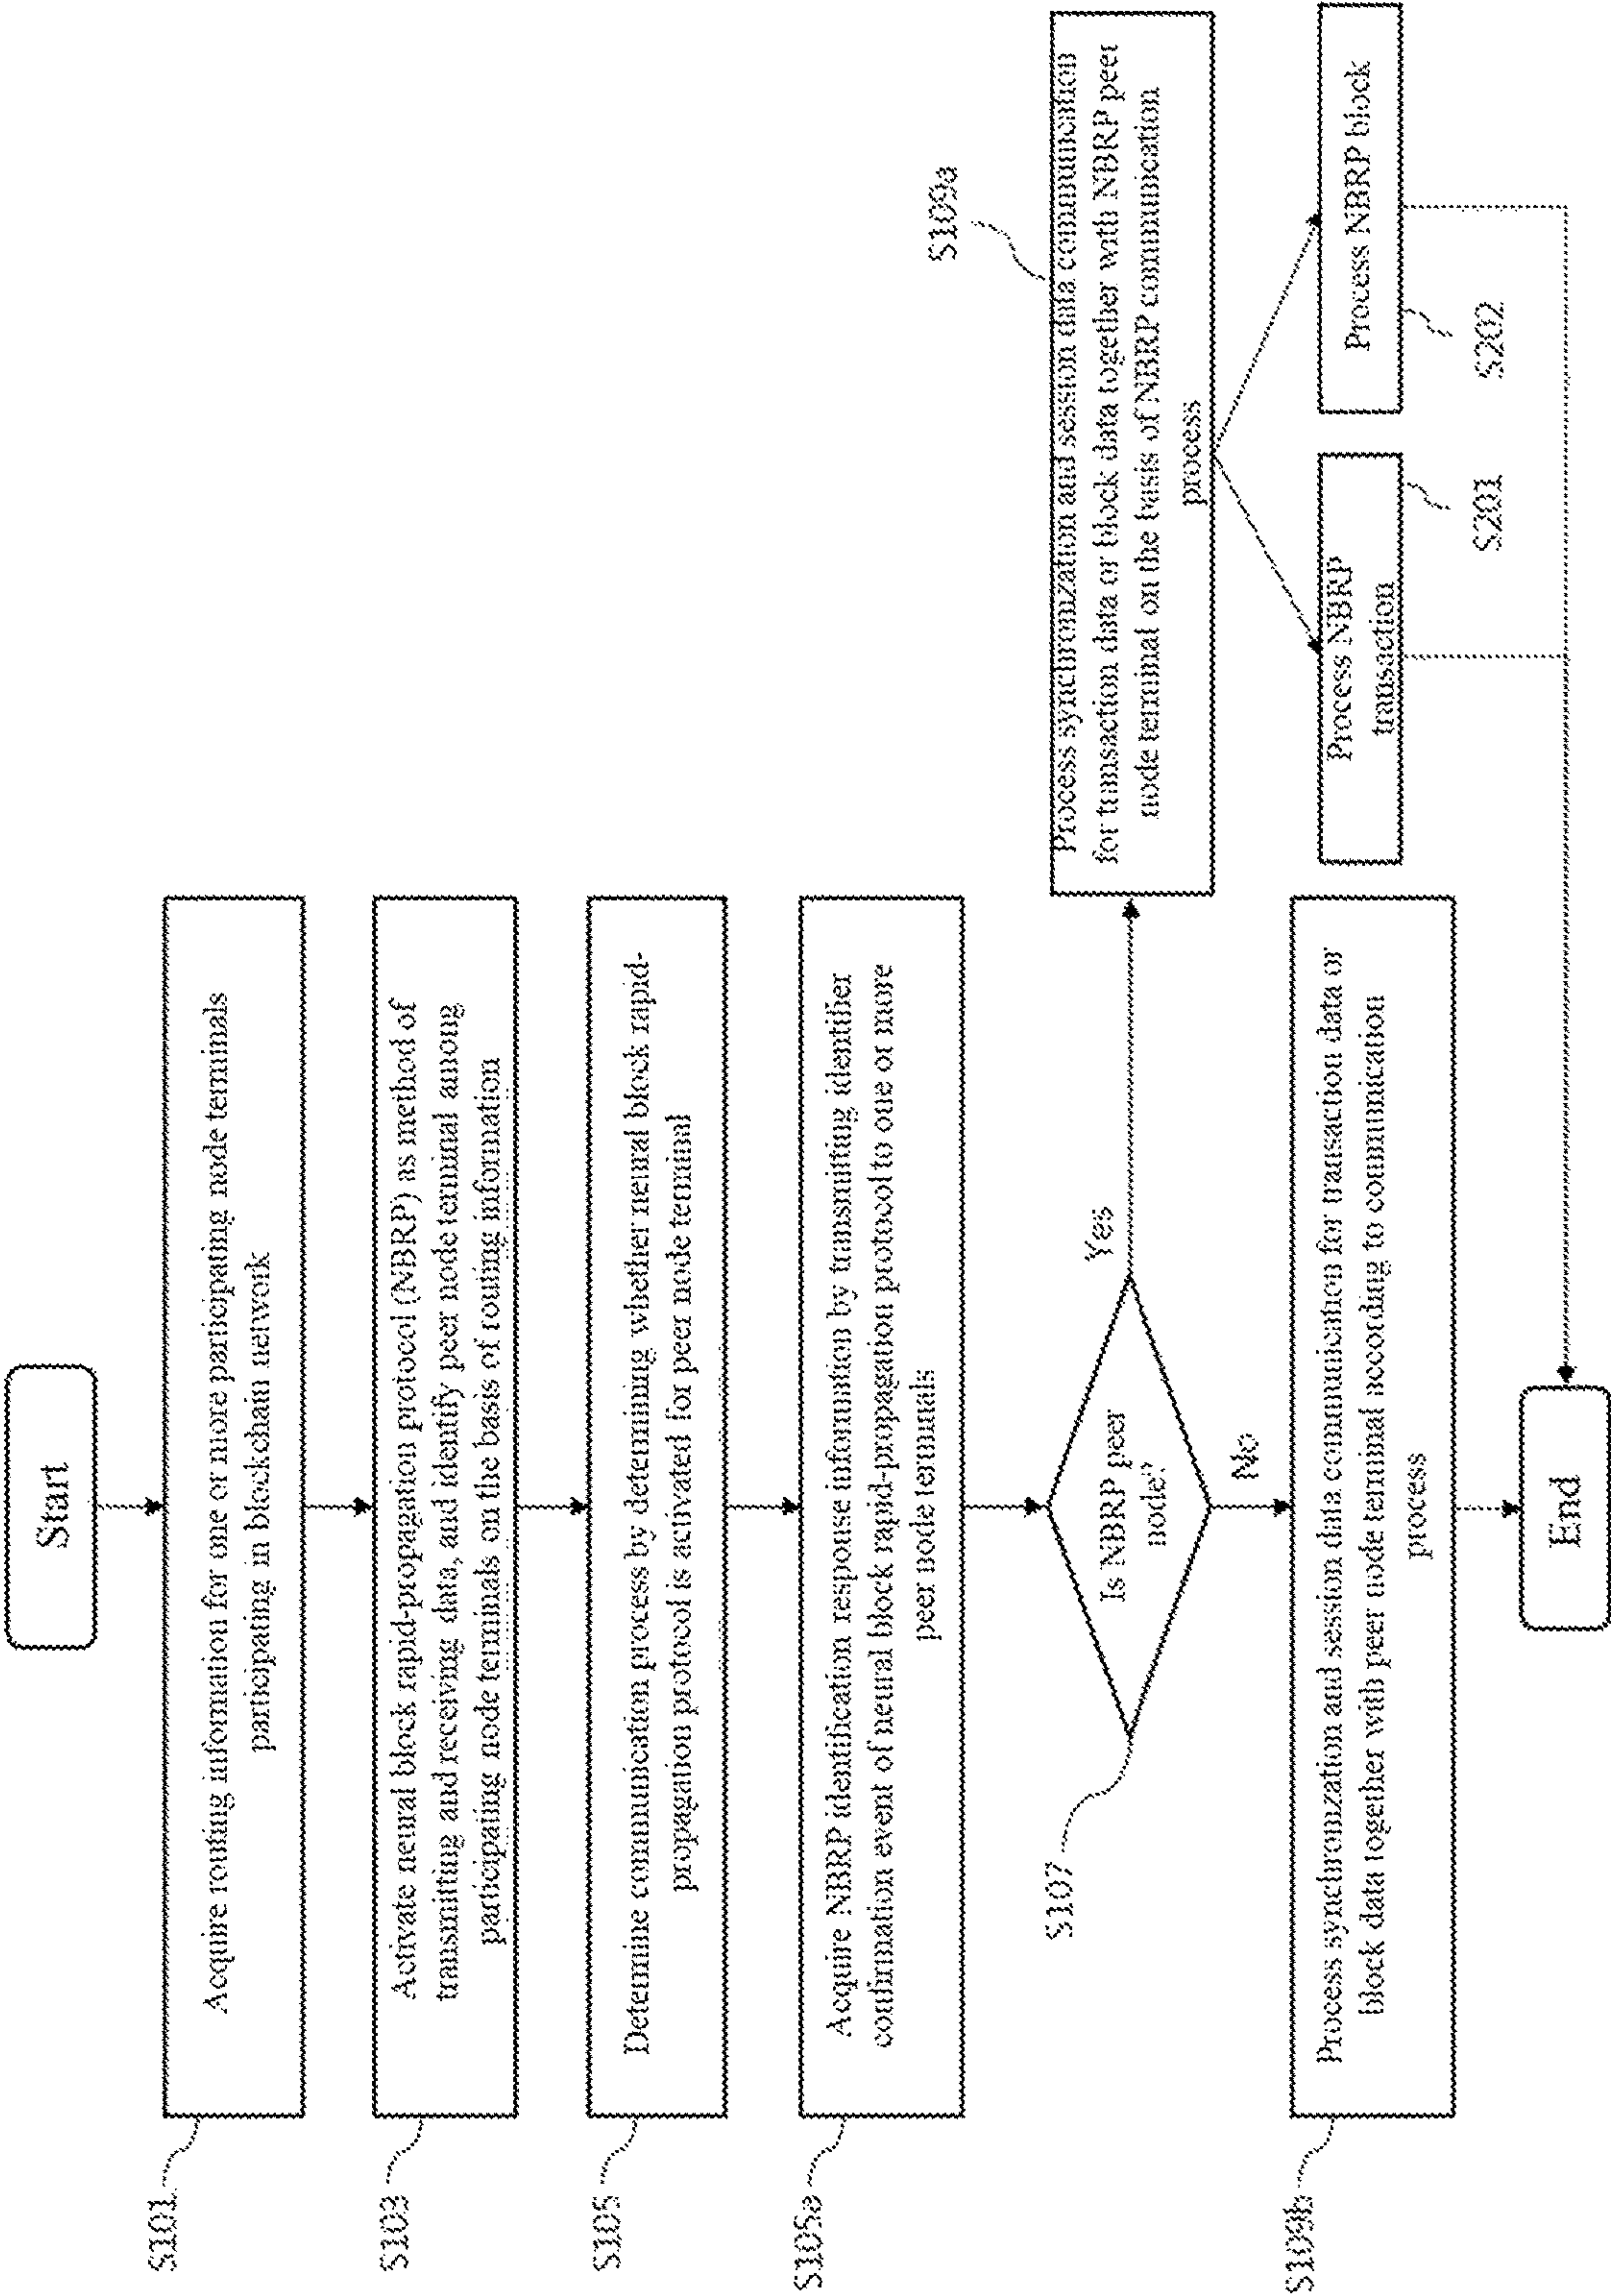 Start
S101
Acquire routing information for one or more participating node terminals
participating in blockchain network
S103
Activate neural block rapid-propagation protocol (NBRP) as method of
transmitting and receiving data, and identify peer node terminal among
participating node terminals on the basis of routing information
S105
Determine communication process by determining whether neural block rapid-
propagation protocol is activated for peer node terminal
S105a
Acquire NBRP identification response information by transmitting identifier
confirmation event of neural block rapid-propagation protocol to one or more
peer node terminals
S107
Is NBRP peer
node?
Yes
No
S109a
Process synchronization and session data communication
for transaction data or block data together with NBRP peer
node terminal on the basis of NBRP communication
process
Process NBRP
transaction
S201
Process NBRP block
S202
S109b
Process synchronization and session data communication for transaction data or
block data together with peer node terminal according to communication
process
End